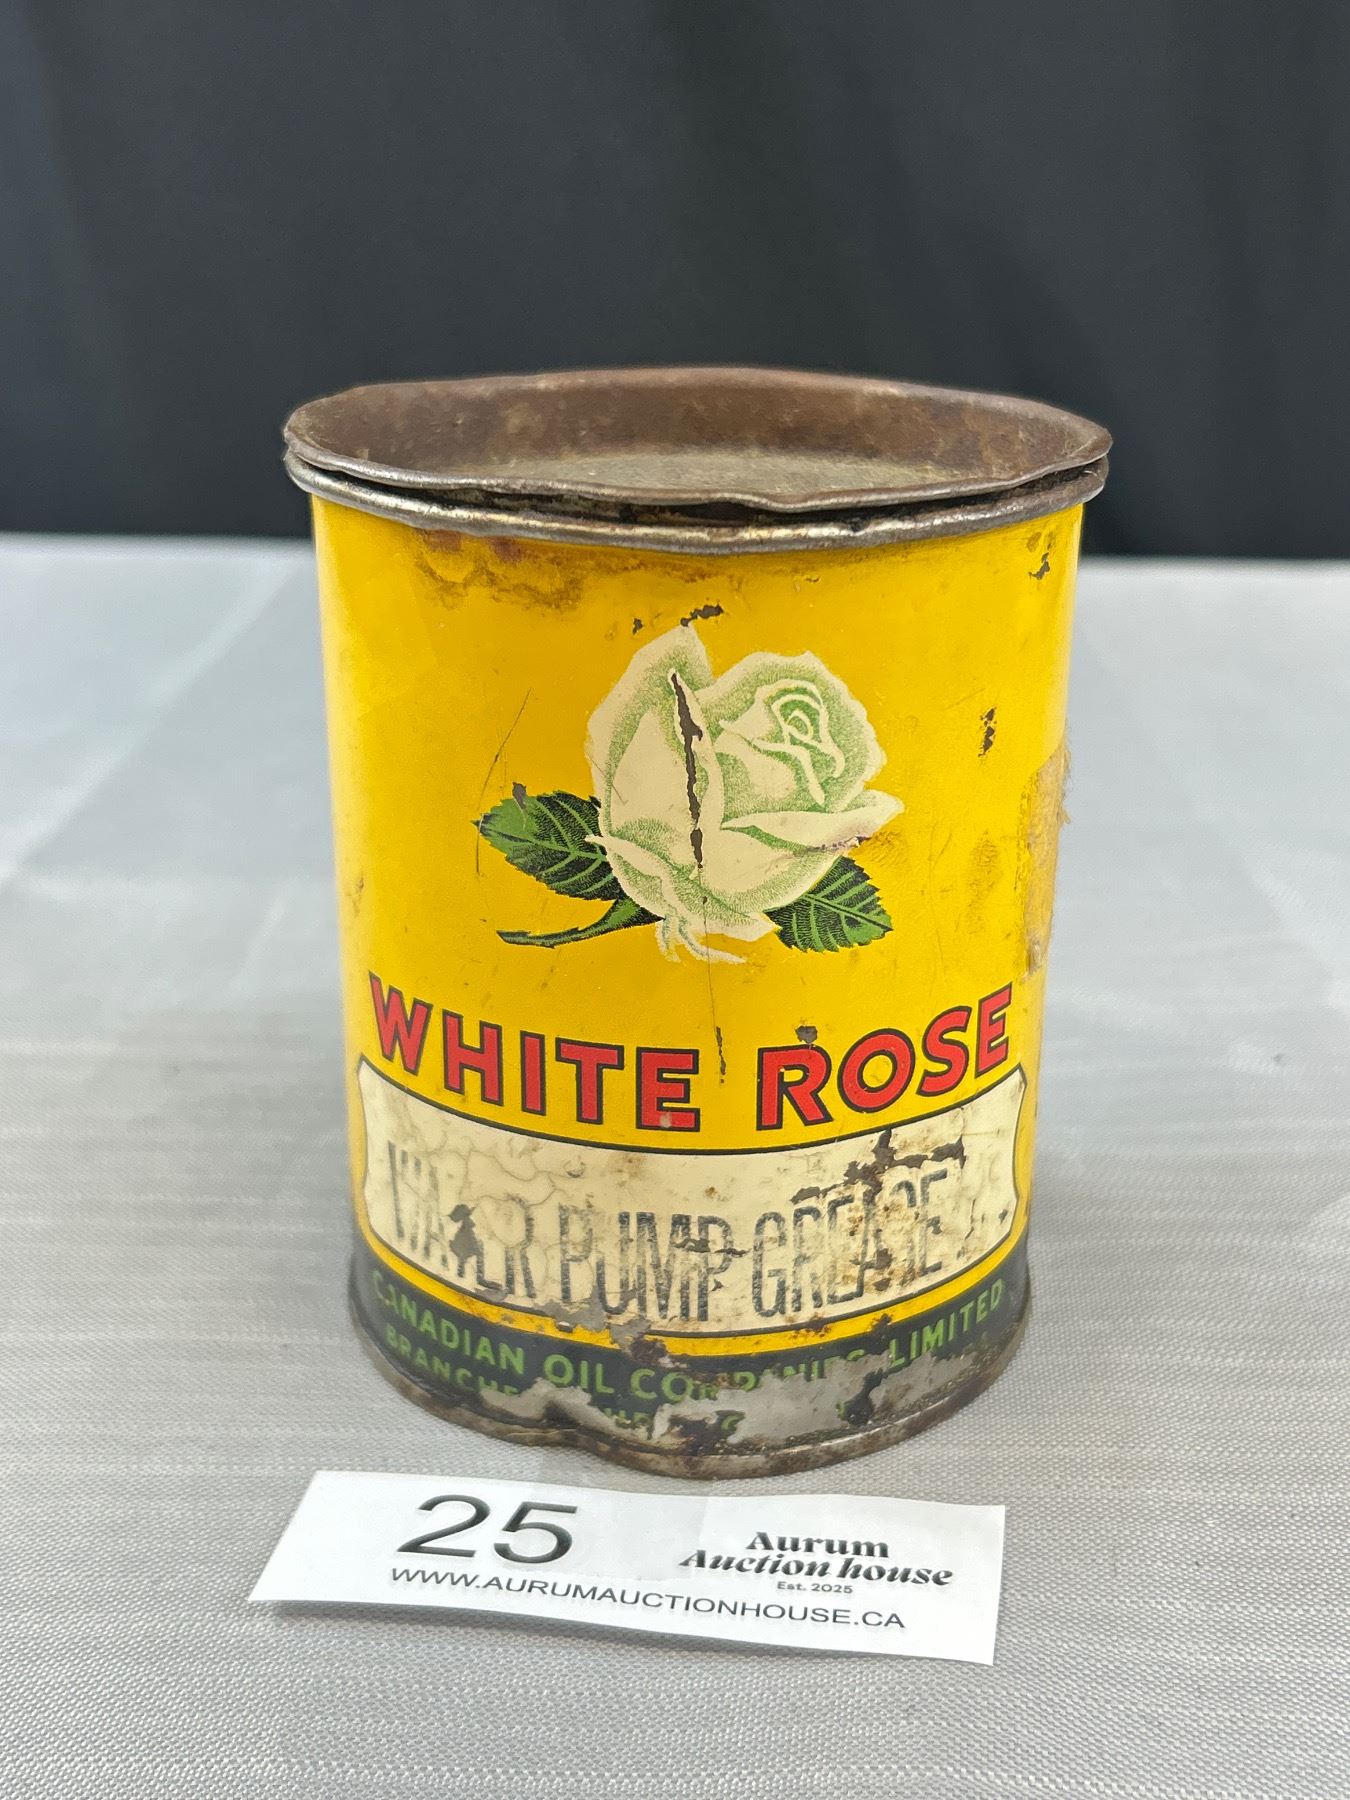 WHITE ROSE
WATER PUMP GREASE
CANADIAN OIL COMPANIES, LIMITED
25
Aurum
Auction house
Est. 2025
WWW.AURUMAUCTIONHOUSE.CA